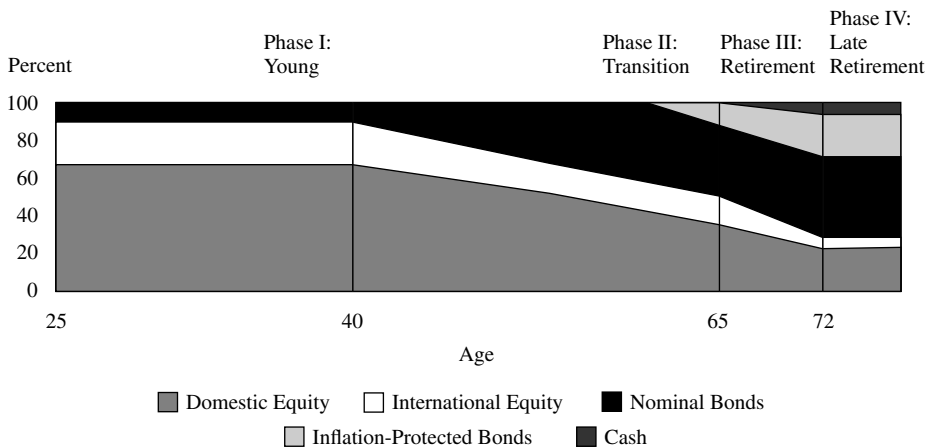 Phase I:
Young
Phase II:
Transition
Phase III:
Retirement
Phase IV:
Late
Retirement
Percent
100
80
60
40
20
0
25 40 65 72
Age
Domestic Equity International Equity Nominal Bonds
Inflation-Protected Bonds Cash